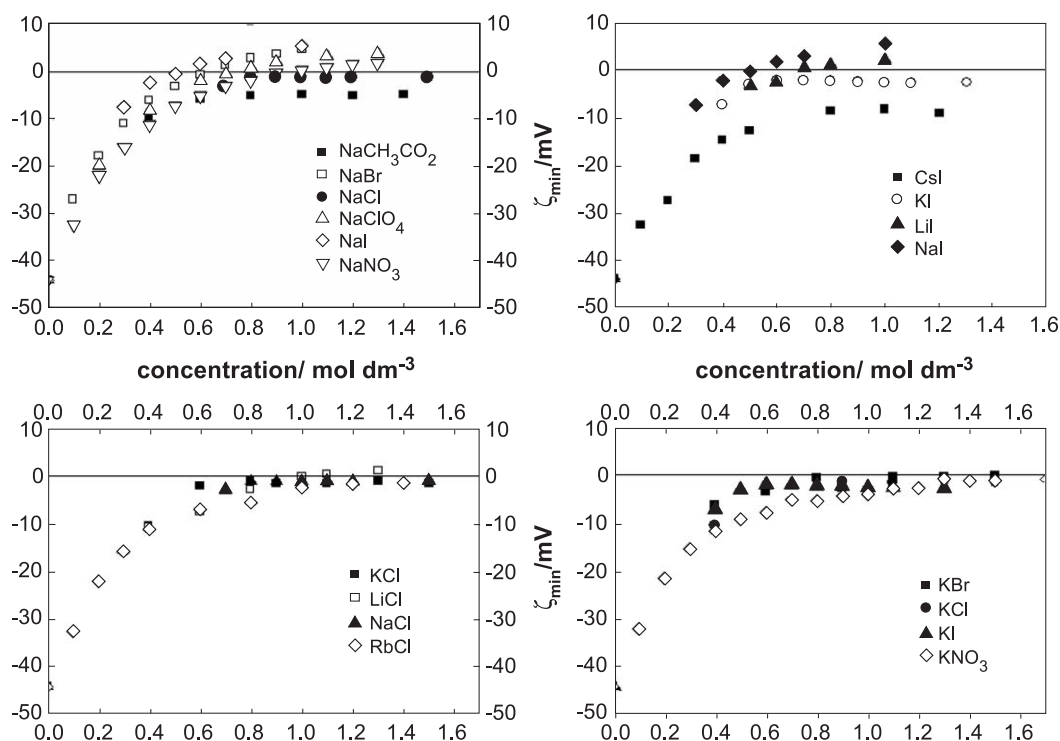 10 10 10
0 0 0
-10 -10 -10
-20 -20 -20
-30 -30 -30
-40 -40 -40
-50 -50 -50
NaCH3CO2
NaBr
NaCl
NaClO4
NaI
NaNO3
ζmin/mV
CsI
KI
LiI
NaI
0.0 0.2 0.4 0.6 0.8 1.0 1.2 1.4 1.6
0.0 0.2 0.4 0.6 0.8 1.0 1.2 1.4 1.6
concentration/ mol dm-3
concentration/ mol dm-3
0.0 0.2 0.4 0.6 0.8 1.0 1.2 1.4 1.6
0.0 0.2 0.4 0.6 0.8 1.0 1.2 1.4 1.6
10 10 10
0 0 0
-10 -10 -10
-20 -20 -20
-30 -30 -30
-40 -40 -40
-50 -50 -50
KCl
LiCl
NaCl
RbCl
ζmin/mV
KBr
KCl
KI
KNO3
0.0 0.2 0.4 0.6 0.8 1.0 1.2 1.4 1.6
0.0 0.2 0.4 0.6 0.8 1.0 1.2 1.4 1.6